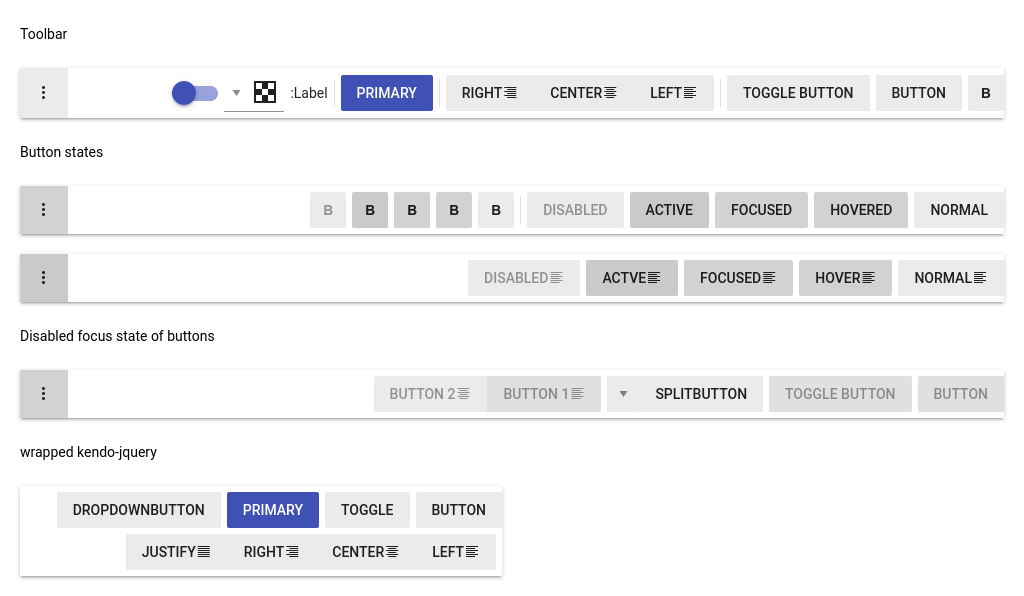 Toolbar
:Label PRIMARY RIGHT CENTER LEFT TOGGLE BUTTON BUTTON B
Button states
B B B B B DISABLED ACTIVE FOCUSED HOVERED NORMAL
DISABLED ACTVE FOCUSED HOVER NORMAL
Disabled focus state of buttons
BUTTON 2 BUTTON 1 SPLITBUTTON TOGGLE BUTTON BUTTON
wrapped kendo-jquery
DROPDOWNBUTTON PRIMARY TOGGLE BUTTON
JUSTIFY RIGHT CENTER LEFT